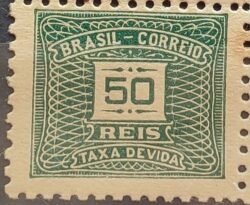 BRASIL-CORREIO
50
REIS
TAXA DEVIDA